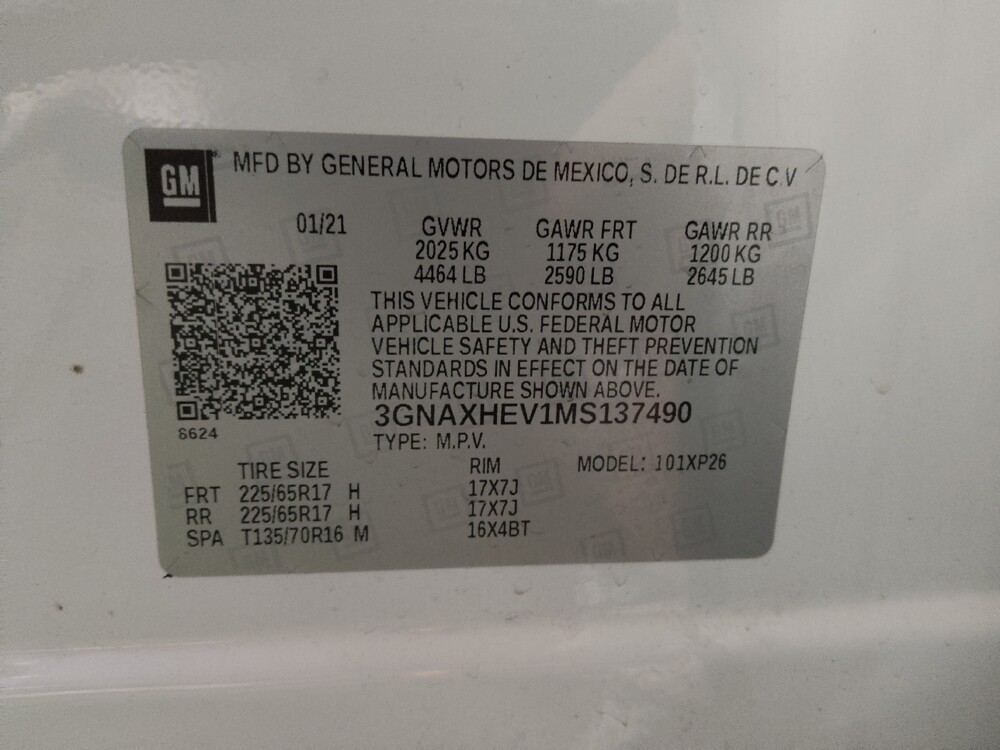 GM MFD BY GENERAL MOTORS DE MEXICO, S. DE R.L. DE C.V
01/21 GVWR GAWR FRT GAWR RR
2025 KG 1175 KG 1200 KG
4464 LB 2590 LB 2645 LB
THIS VEHICLE CONFORMS TO ALL
APPLICABLE U.S. FEDERAL MOTOR
VEHICLE SAFETY AND THEFT PREVENTION
STANDARDS IN EFFECT ON THE DATE OF
MANUFACTURE SHOWN ABOVE.
3GNAXHEV1MS137490
8624
TYPE: M.P.V.
TIRE SIZE RIM MODEL: 101XP26
FRT 225/65R17 H 17X7J
RR 225/65R17 H 17X7J
SPA T135/70R16 M 16X4BT